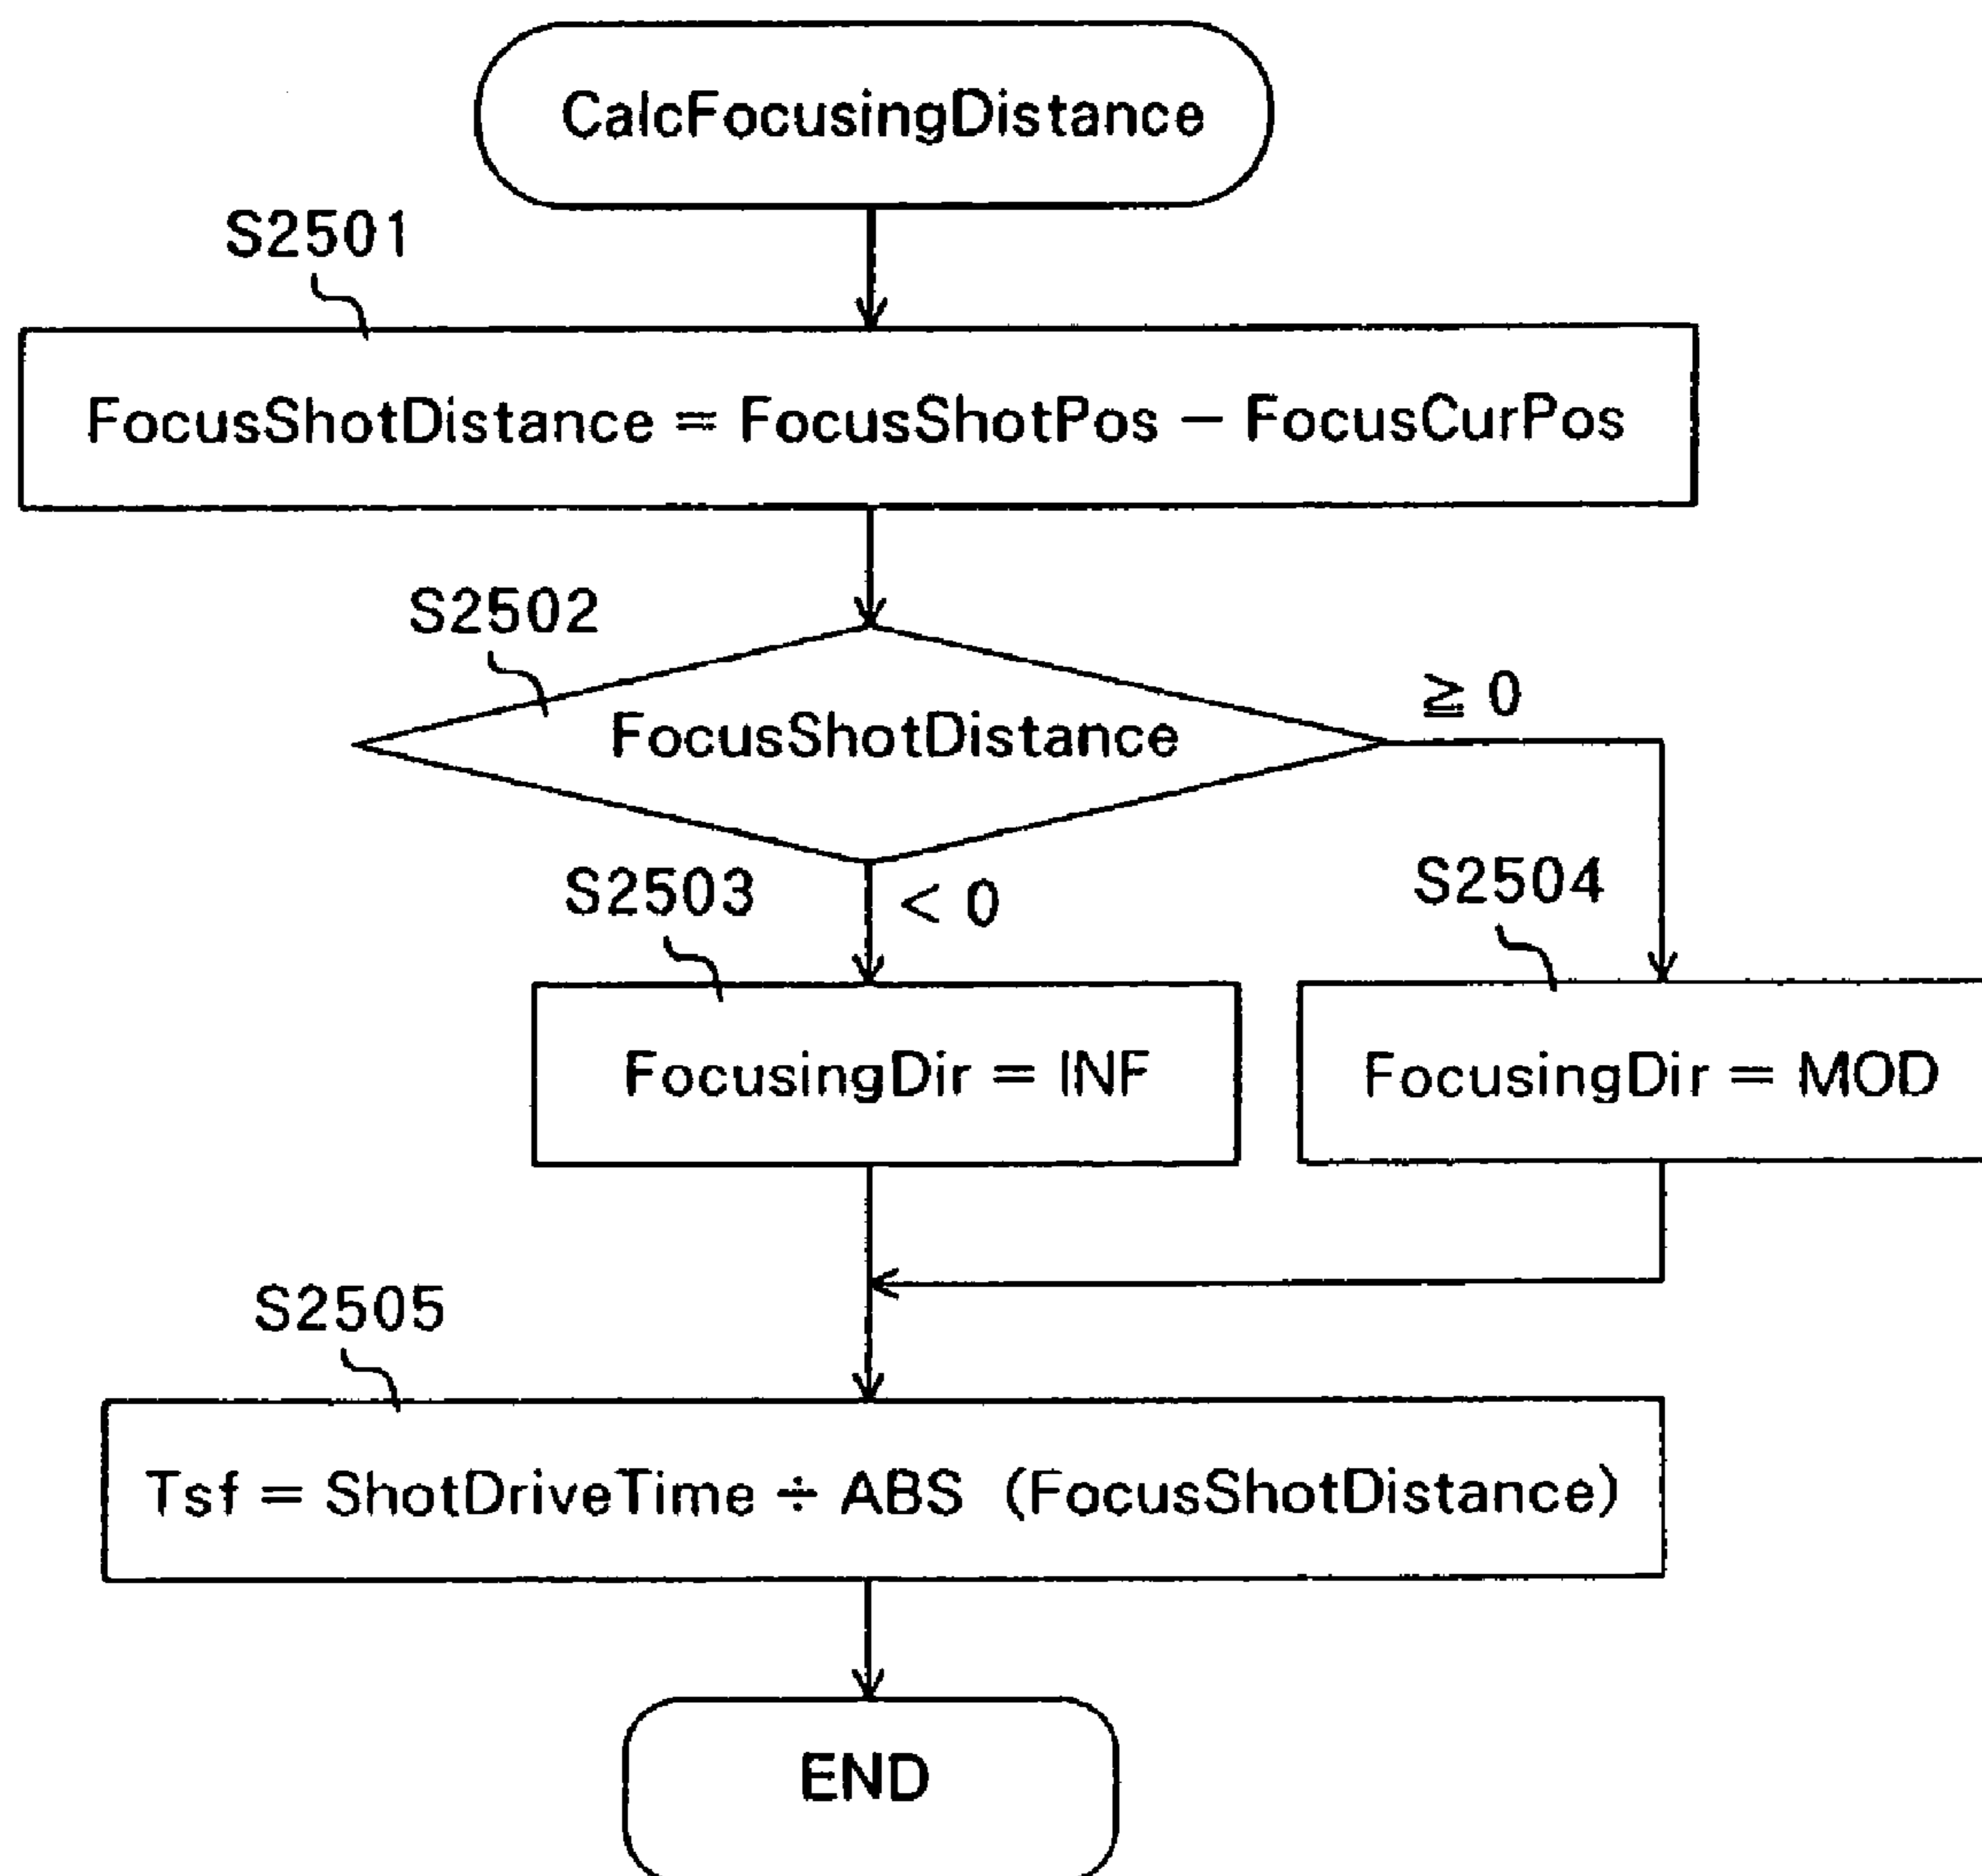 CalcFocusingDistance
S2501
FocusShotDistance = FocusShotPos − FocusCurPos
S2502
FocusShotDistance
≧ 0
S2503
< 0
S2504
FocusingDir = INF
FocusingDir = MOD
S2505
Tsf = ShotDriveTime ÷ ABS (FocusShotDistance)
END